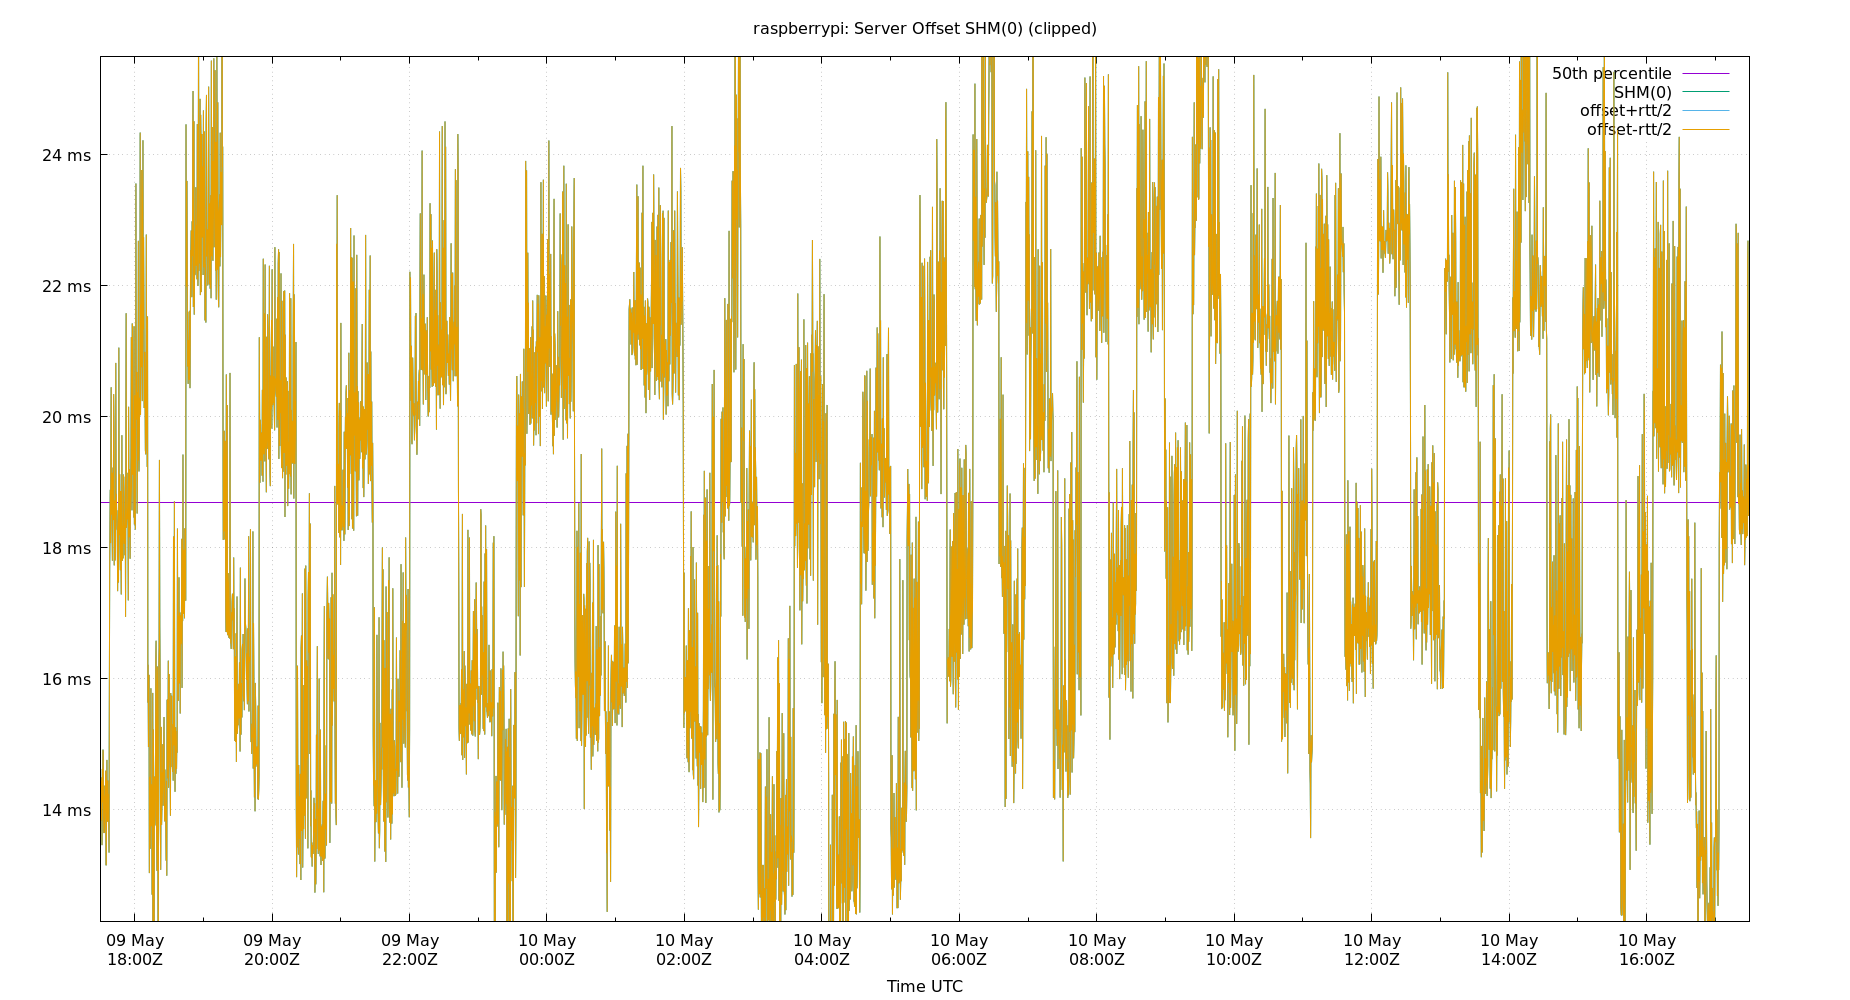 raspberrypi: Server Offset SHM(0) (clipped)
50th percentile
SHM(0)
offset+rtt/2
offset-rtt/2
24 ms
22 ms
20 ms
18 ms
16 ms
14 ms
09 May 09 May 09 May 10 May 10 May 10 May 10 May 10 May 10 May 10 May 10 May 10 May
18:00Z 20:00Z 22:00Z 00:00Z 02:00Z 04:00Z 06:00Z 08:00Z 10:00Z 12:00Z 14:00Z 16:00Z
Time UTC